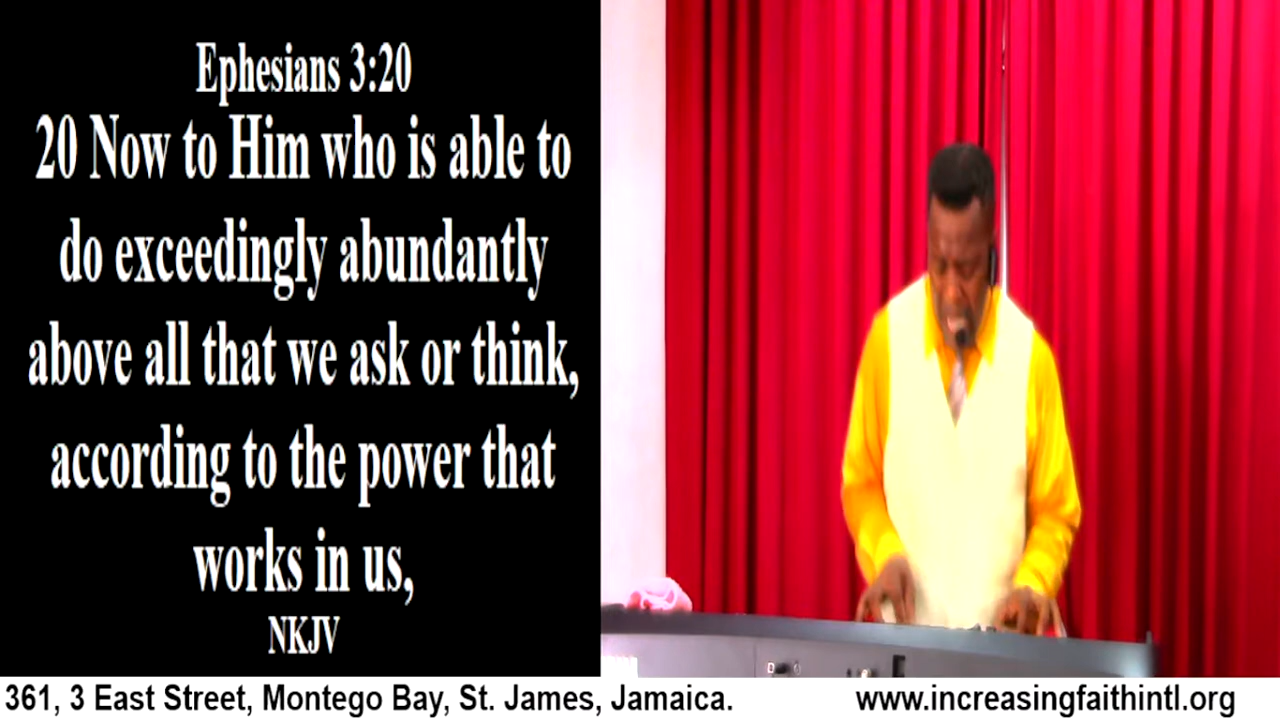 Ephesians 3:20
20 Now to Him who is able to
do exceedingly abundantly
above all that we ask or think,
according to the power that
works in us,
NKJV
361, 3 East Street, Montego Bay, St. James, Jamaica.
www.increasingfaithintl.org